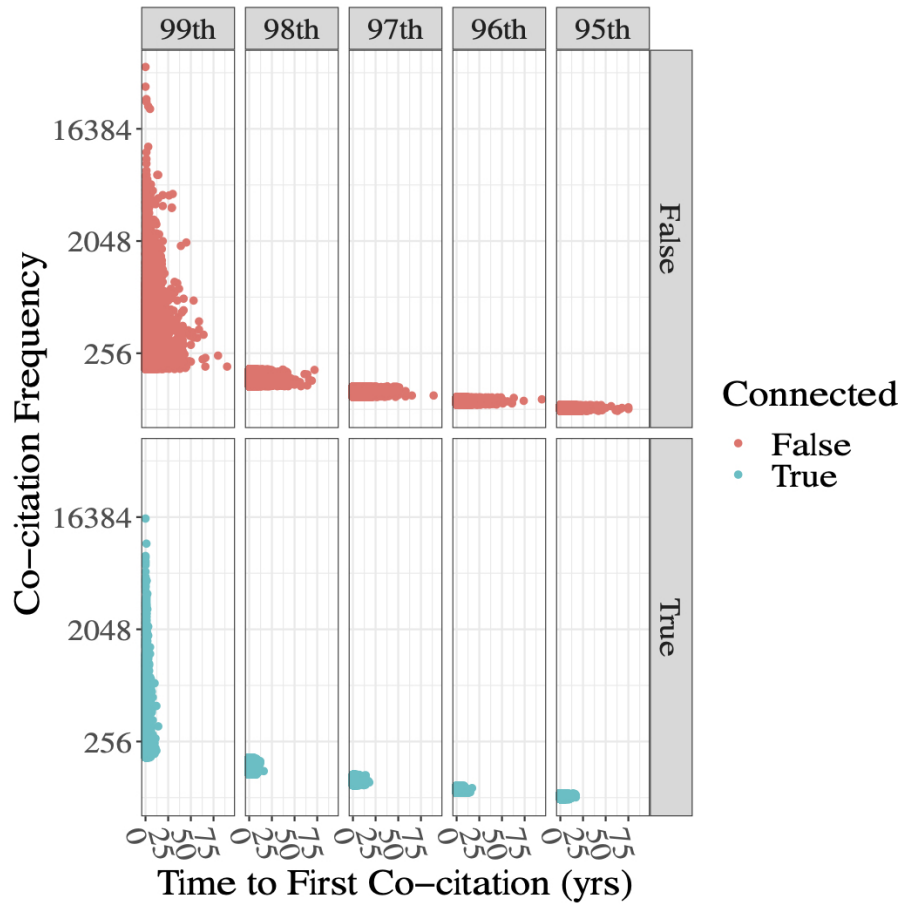 99th 98th 97th 96th 95th
16384
2048
256
False
16384
2048
256
True
0 25 50 75 0 25 50 75 0 25 50 75 0 25 50 75 0 25 50 75
Time to First Co−citation (yrs)
Co−citation Frequency
Connected
False
True